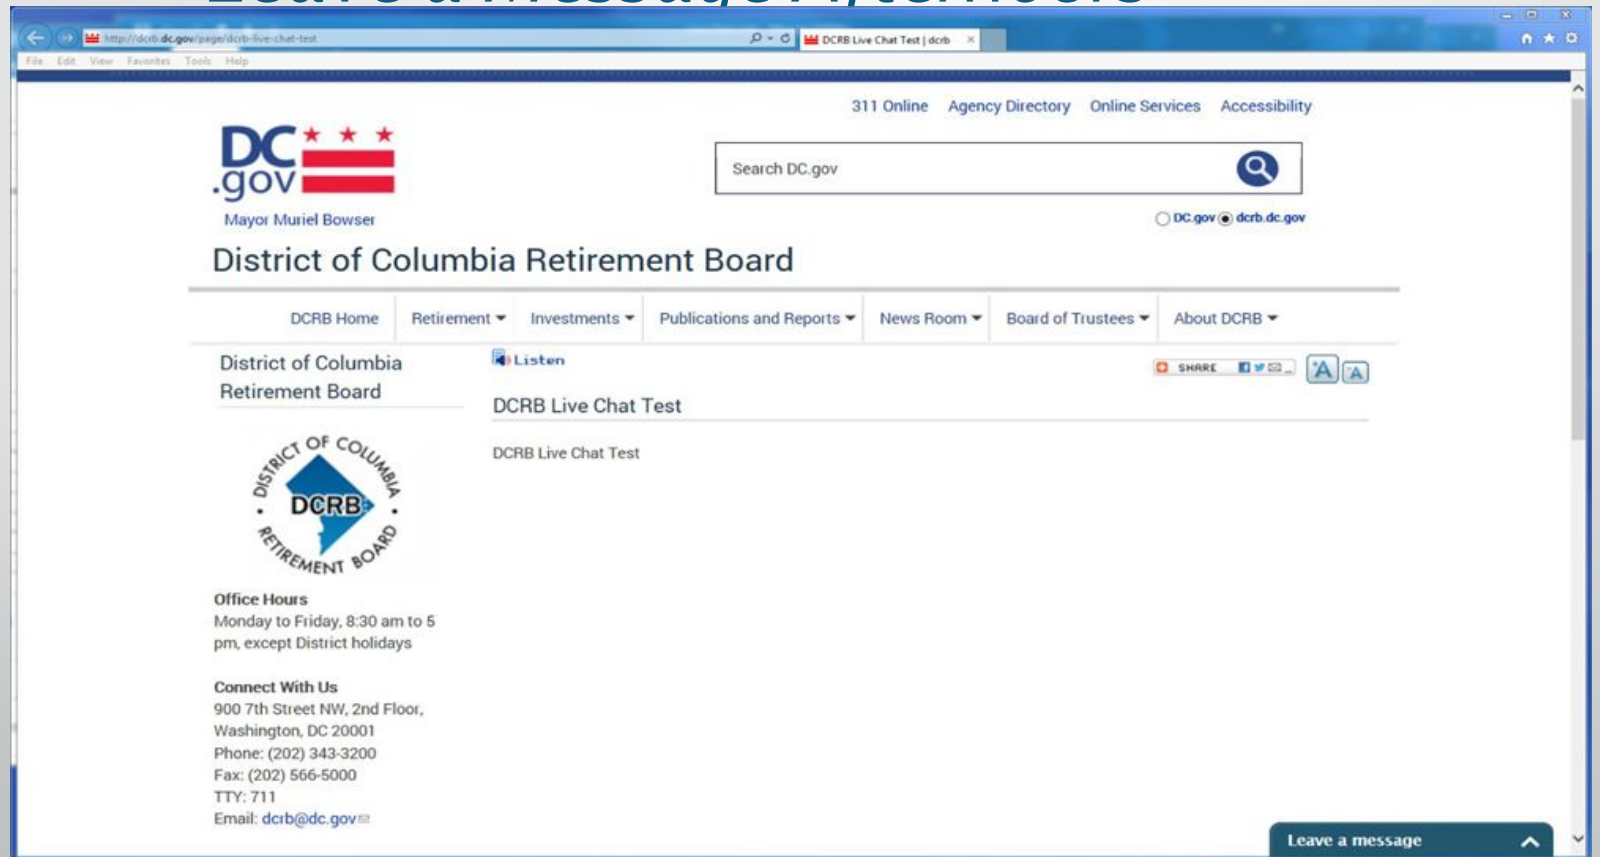 Leave a Message Afterhours
http://dcrb.dc.gov/page/dcrb-live-chat-test
DCRB Live Chat Test | dcrb
File Edit View Favorites Tools Help
311 Online Agency Directory Online Services Accessibility
DC
.gov
Search DC.gov
Mayor Muriel Bowser
DC.gov dcrb.dc.gov
District of Columbia Retirement Board
DCRB Home Retirement Investments Publications and Reports News Room Board of Trustees About DCRB
District of Columbia
Retirement Board
Listen
SHARE
A A
DCRB Live Chat Test
DCRB Live Chat Test
DISTRICT OF COLUMBIA
DCRB
RETIREMENT BOARD
Office Hours
Monday to Friday, 8:30 am to 5
pm, except District holidays
Connect With Us
900 7th Street NW, 2nd Floor,
Washington, DC 20001
Phone: (202) 343-3200
Fax: (202) 566-5000
TTY: 711
Email: dcrb@dc.gov
Leave a message